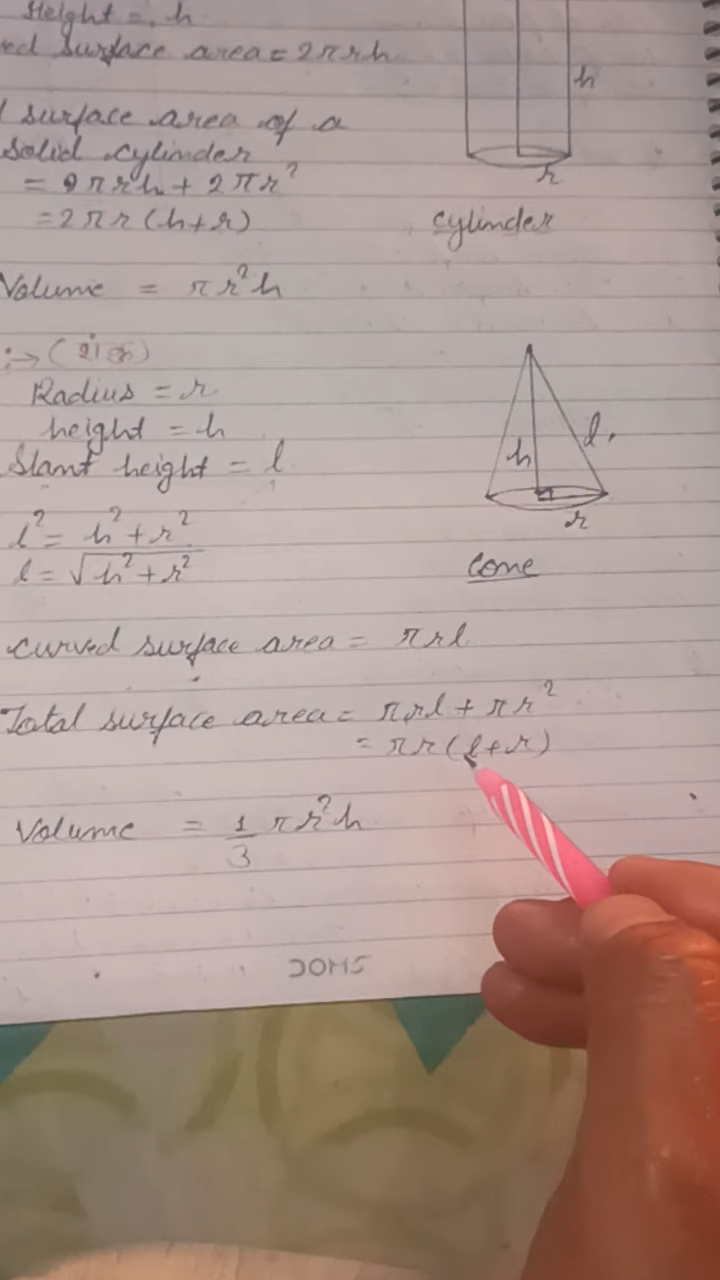 Height = h
ed surface area = 2πrh
h
surface area of a
Solid cylinder
r
= 2πrh + 2πr²
= 2πr (h+r)
cylinder
Volume = πr²h
:→ (शंकु)
Radius = r
height = h
h
l
Slant height = l
r
l² = h² + r²
l = √h² + r²
Cone
curved surface area = πrl
Total surface area = πrl + πr²
= πr(l+r)
Volume = 1/3 πr²h
DOMS